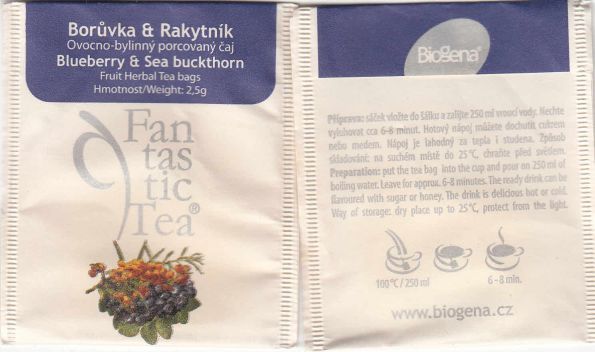 Borůvka & Rakytník
Ovocno-bylinný porcovaný čaj
Blueberry & Sea buckthorn
Fruit Herbal Tea bags
Hmotnost/Weight: 2,5g
Fan
tas
tic
Tea®
Biogena®
Příprava: sáček vložte do šálku a zalijte 250 ml vroucí vody. Nechte
vyluhovat cca 6-8 minut. Hotový nápoj můžete dochutit cukrem
nebo medem. Nápoj je lahodný za tepla i studena. Způsob
skladování: na suchém místě do 25°C, chraňte před světlem.
Preparation: put the tea bag into the cup and pour on 250 ml of
boiling water. Leave for approx. 6-8 minutes. The ready drink can be
flavoured with sugar or honey. The drink is delicious hot or cold.
Way of storage: dry place up to 25°C, protect from the light.
100°C / 250 ml
6 - 8 min.
www.biogena.cz